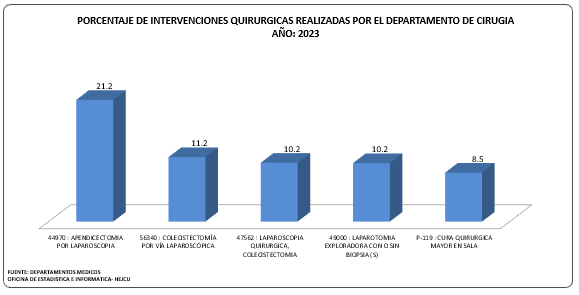 PORCENTAJE DE INTERVENCIONES QUIRURGICAS REALIZADAS POR EL DEPARTAMENTO DE CIRUGIA
AÑO: 2023
21.2
11.2
10.2
10.2
8.5
44970 : APENDICECTOMIA
POR LAPAROSCOPIA
56340 : COLECISTECTOMÍA
POR VÍA LAPAROSCÓPICA
47562 : LAPAROSCOPIA
QUIRURGICA,
COLECISTECTOMIA
49000 : LAPAROTOMIA
EXPLORADORA CON O SIN
BIOPSIA (S)
P-119 : CURA QUIRURGICA
MAYOR EN SALA
FUENTE: DEPARTAMENTOS MEDICOS
OFICINA DE ESTADISTICA E INFORMATICA- HEJCU